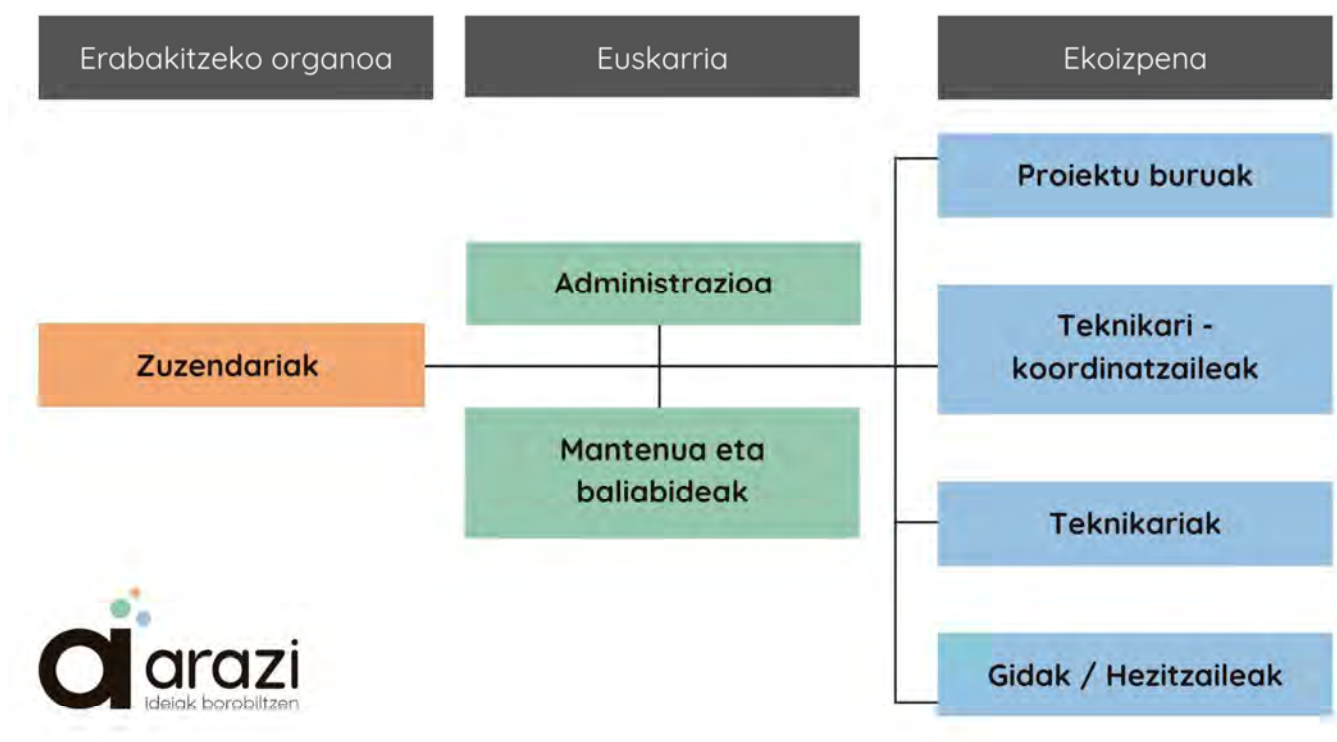 Erabakitzeko organoa
Euskarria
Ekoizpena
Proiektu buruak
Administrazioa
Teknikari -
koordinatzaileak
Zuzendariak
Mantenua eta
baliabideak
Teknikariak
Gidak / Hezitzaileak
a arazi
ideiak borobiltzen